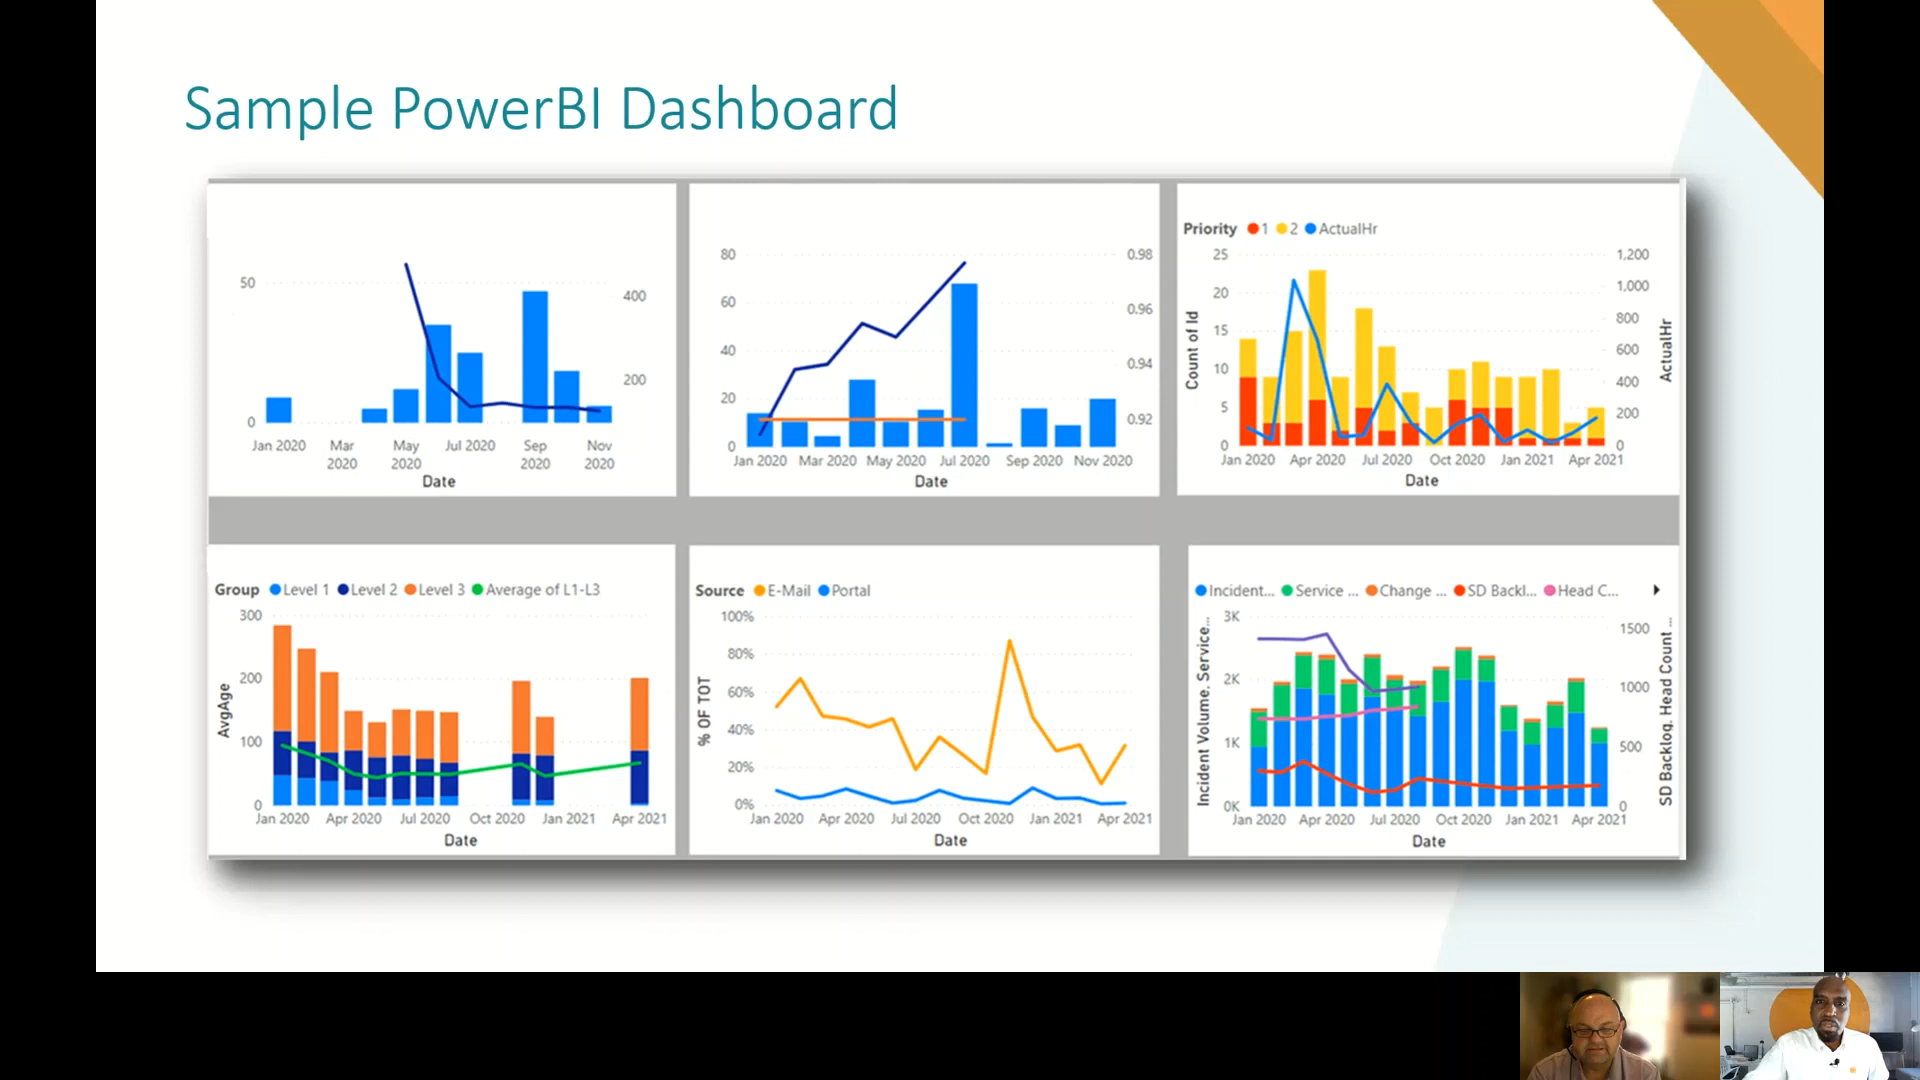 Sample PowerBI Dashboard
50
0
400
200
Jan 2020 Mar 2020 May 2020 Jul 2020 Sep 2020 Nov 2020
Date
80
60
40
20
0
0.98
0.96
0.94
0.92
Jan 2020 Mar 2020 May 2020 Jul 2020 Sep 2020 Nov 2020
Date
Priority 1 2 ActualHr
25
20
15
10
5
0
Count of Id
1,200
1,000
800
600
400
200
0
ActualHr
Jan 2020 Apr 2020 Jul 2020 Oct 2020 Jan 2021 Apr 2021
Date
Group Level 1 Level 2 Level 3 Average of L1-L3
300
200
100
0
AvgAge
Jan 2020 Apr 2020 Jul 2020 Oct 2020 Jan 2021 Apr 2021
Date
Source E-Mail Portal
100%
80%
60%
40%
20%
0%
% OF TOT
Jan 2020 Apr 2020 Jul 2020 Oct 2020 Jan 2021 Apr 2021
Date
Incident... Service ... Change ... SD Backl... Head C...
3K
2K
1K
0K
Incident Volume, Service...
1500
1000
500
0
SD Backlog, Head Count ...
Jan 2020 Apr 2020 Jul 2020 Oct 2020 Jan 2021 Apr 2021
Date